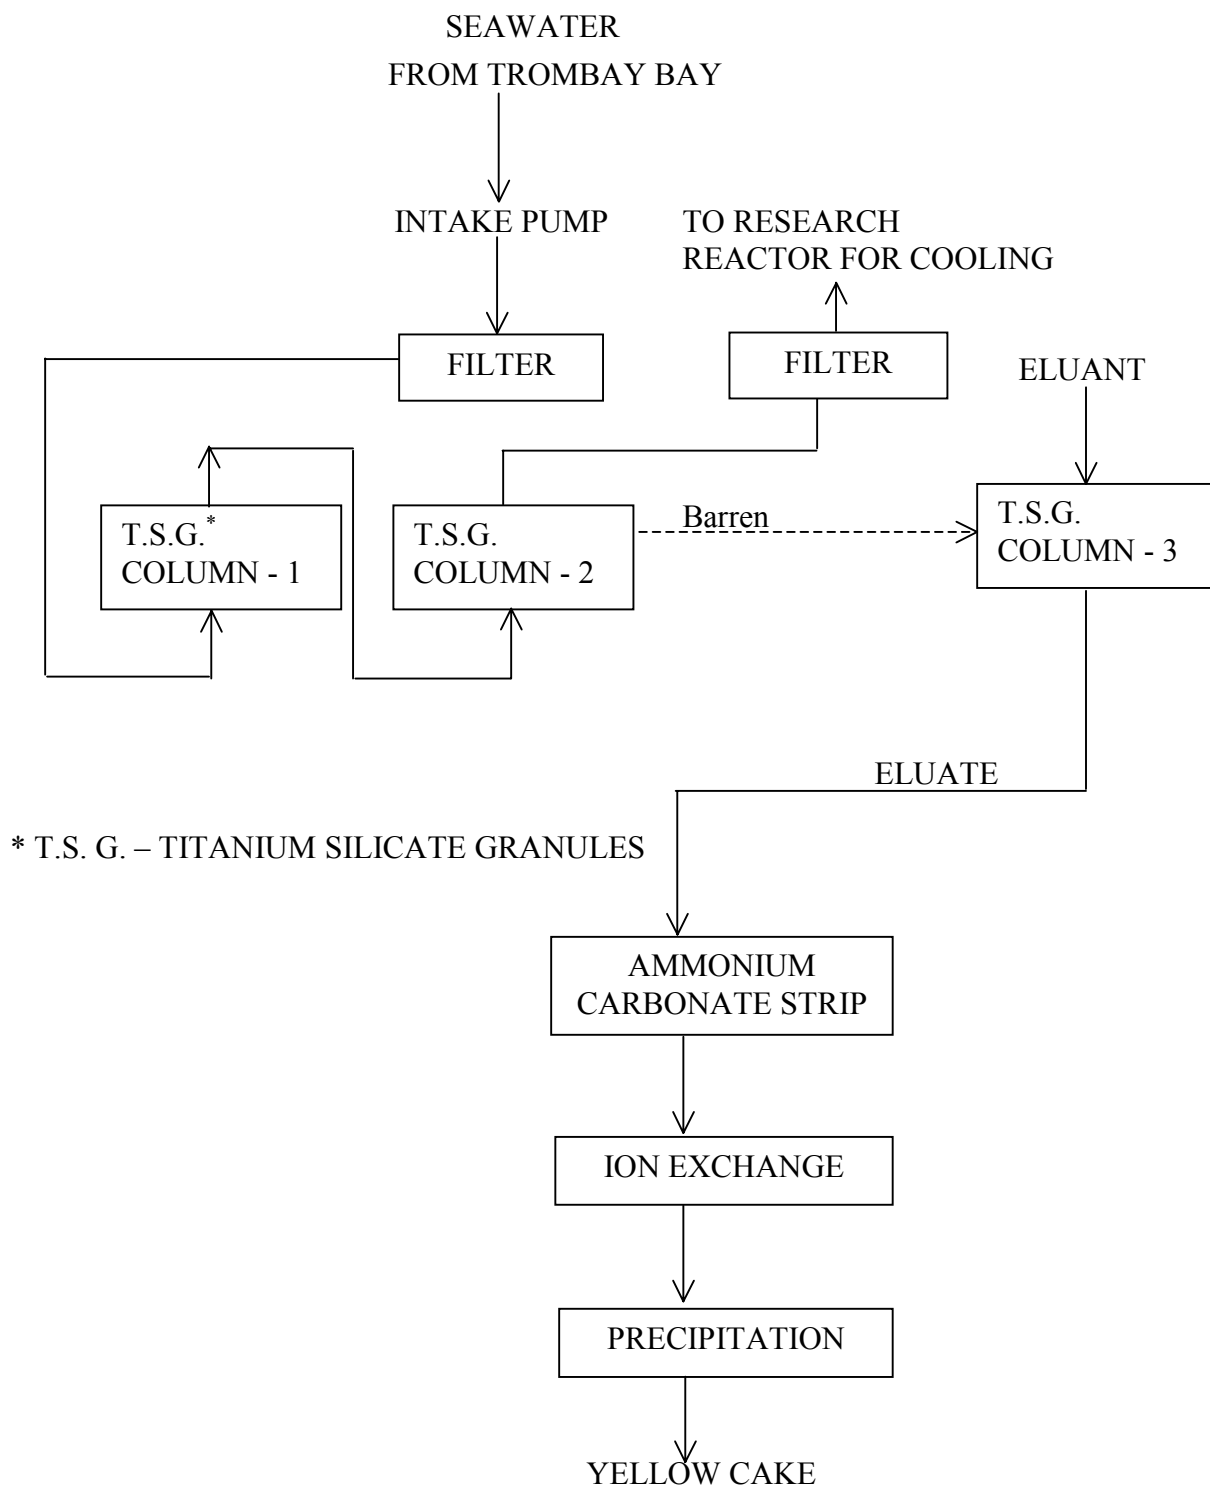 SEAWATER
FROM TROMBAY BAY
INTAKE PUMP
TO RESEARCH
REACTOR FOR COOLING
FILTER
FILTER
ELUANT
T.S.G.*
COLUMN - 1
T.S.G.
COLUMN - 2
Barren
T.S.G.
COLUMN - 3
ELUATE
* T.S. G. – TITANIUM SILICATE GRANULES
AMMONIUM
CARBONATE STRIP
ION EXCHANGE
PRECIPITATION
YELLOW CAKE